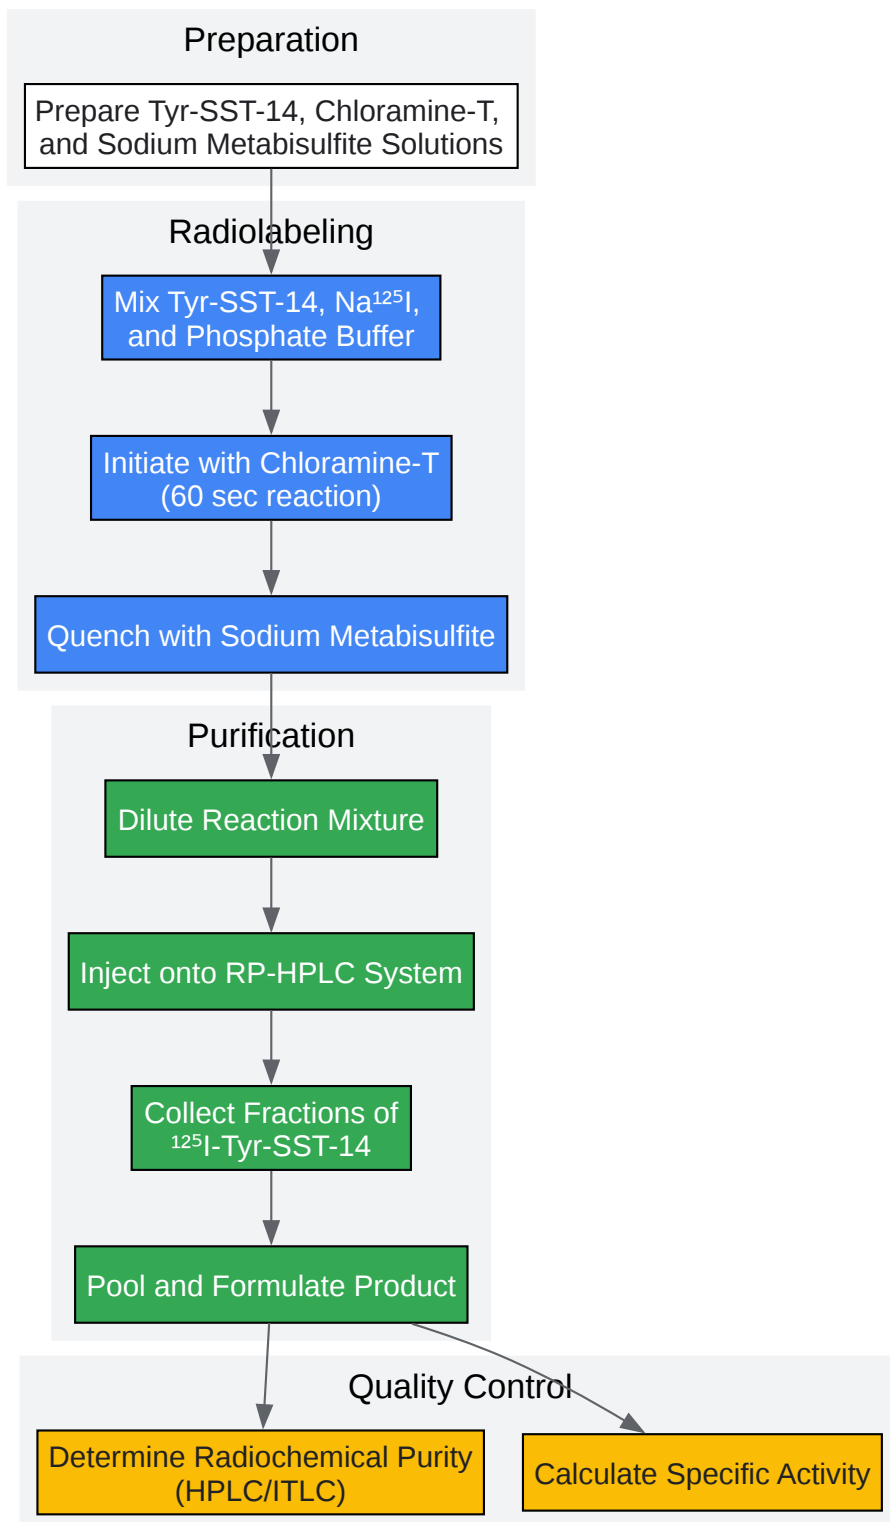 Preparation
Prepare Tyr-SST-14, Chloramine-T,
and Sodium Metabisulfite Solutions
Radiolabeling
Mix Tyr-SST-14, Na¹²⁵I,
and Phosphate Buffer
Initiate with Chloramine-T
(60 sec reaction)
Quench with Sodium Metabisulfite
Purification
Dilute Reaction Mixture
Inject onto RP-HPLC System
Collect Fractions of
¹²⁵I-Tyr-SST-14
Pool and Formulate Product
Quality Control
Determine Radiochemical Purity
(HPLC/ITLC)
Calculate Specific Activity